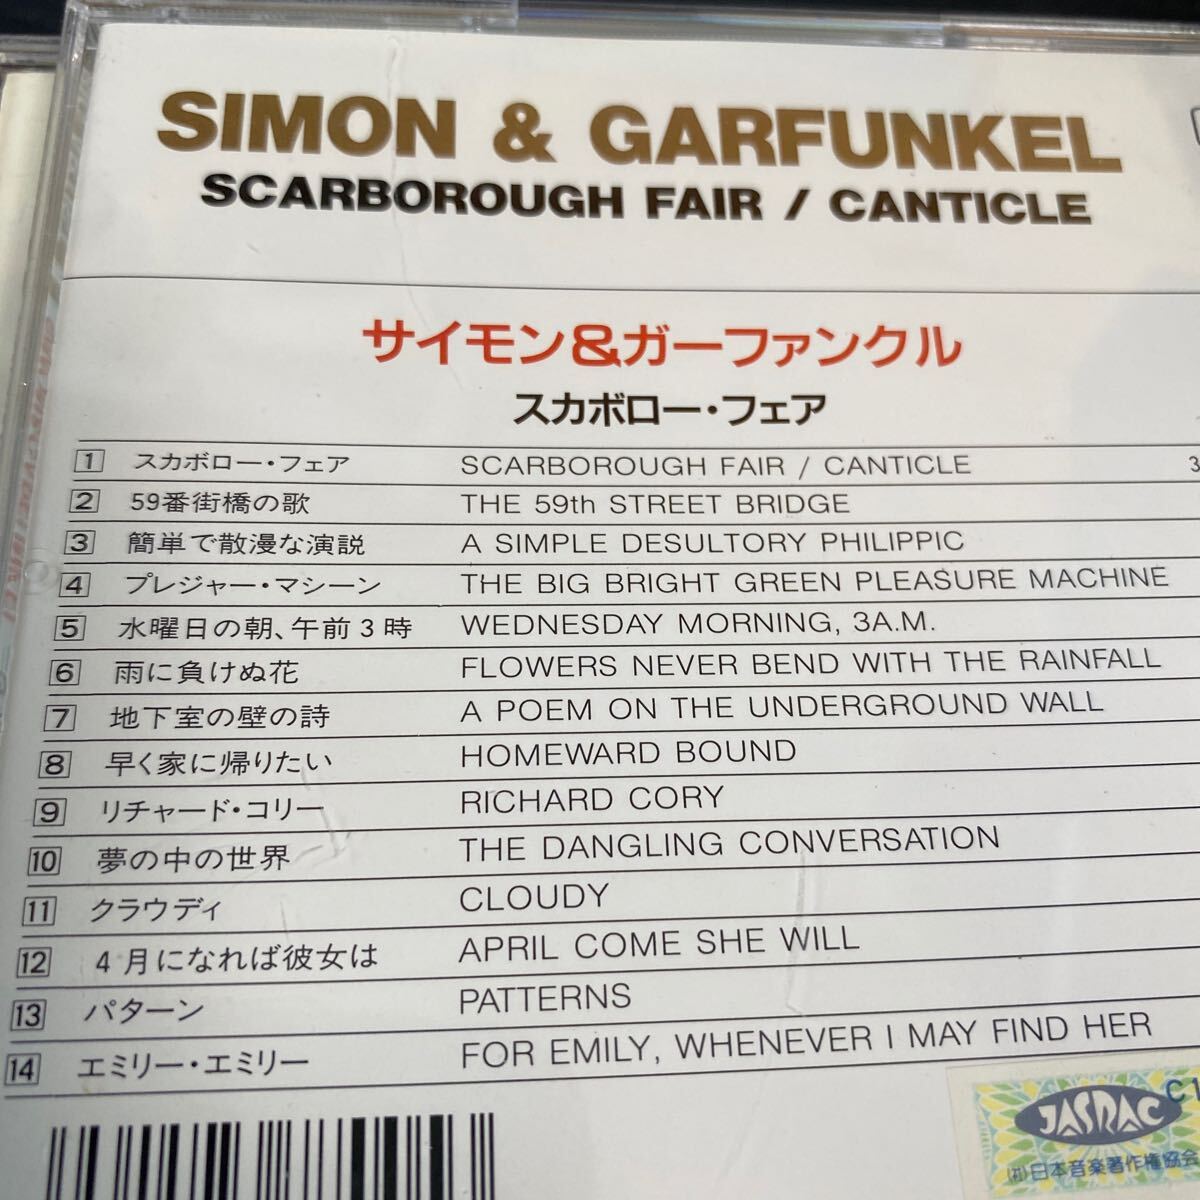 SIMON & GARFUNKEL
SCARBOROUGH FAIR / CANTICLE
サイモン&ガーファンクル
スカボロー・フェア
1 スカボロー・フェア SCARBOROUGH FAIR / CANTICLE 3
2 59番街橋の歌 THE 59th STREET BRIDGE
3 簡単で散漫な演説 A SIMPLE DESULTORY PHILIPPIC
4 プレジャー・マシーン THE BIG BRIGHT GREEN PLEASURE MACHINE
5 水曜日の朝、午前3時 WEDNESDAY MORNING, 3A.M.
6 雨に負けぬ花 FLOWERS NEVER BEND WITH THE RAINFALL
7 地下室の壁の詩 A POEM ON THE UNDERGROUND WALL
8 早く家に帰りたい HOMEWARD BOUND
9 リチャード・コリー RICHARD CORY
10 夢の中の世界 THE DANGLING CONVERSATION
11 クラウディ CLOUDY
12 4月になれば彼女は APRIL COME SHE WILL
13 パターン PATTERNS
14 エミリー・エミリー FOR EMILY, WHENEVER I MAY FIND HER
C1
JASRAC
(社)日本音楽著作権協会